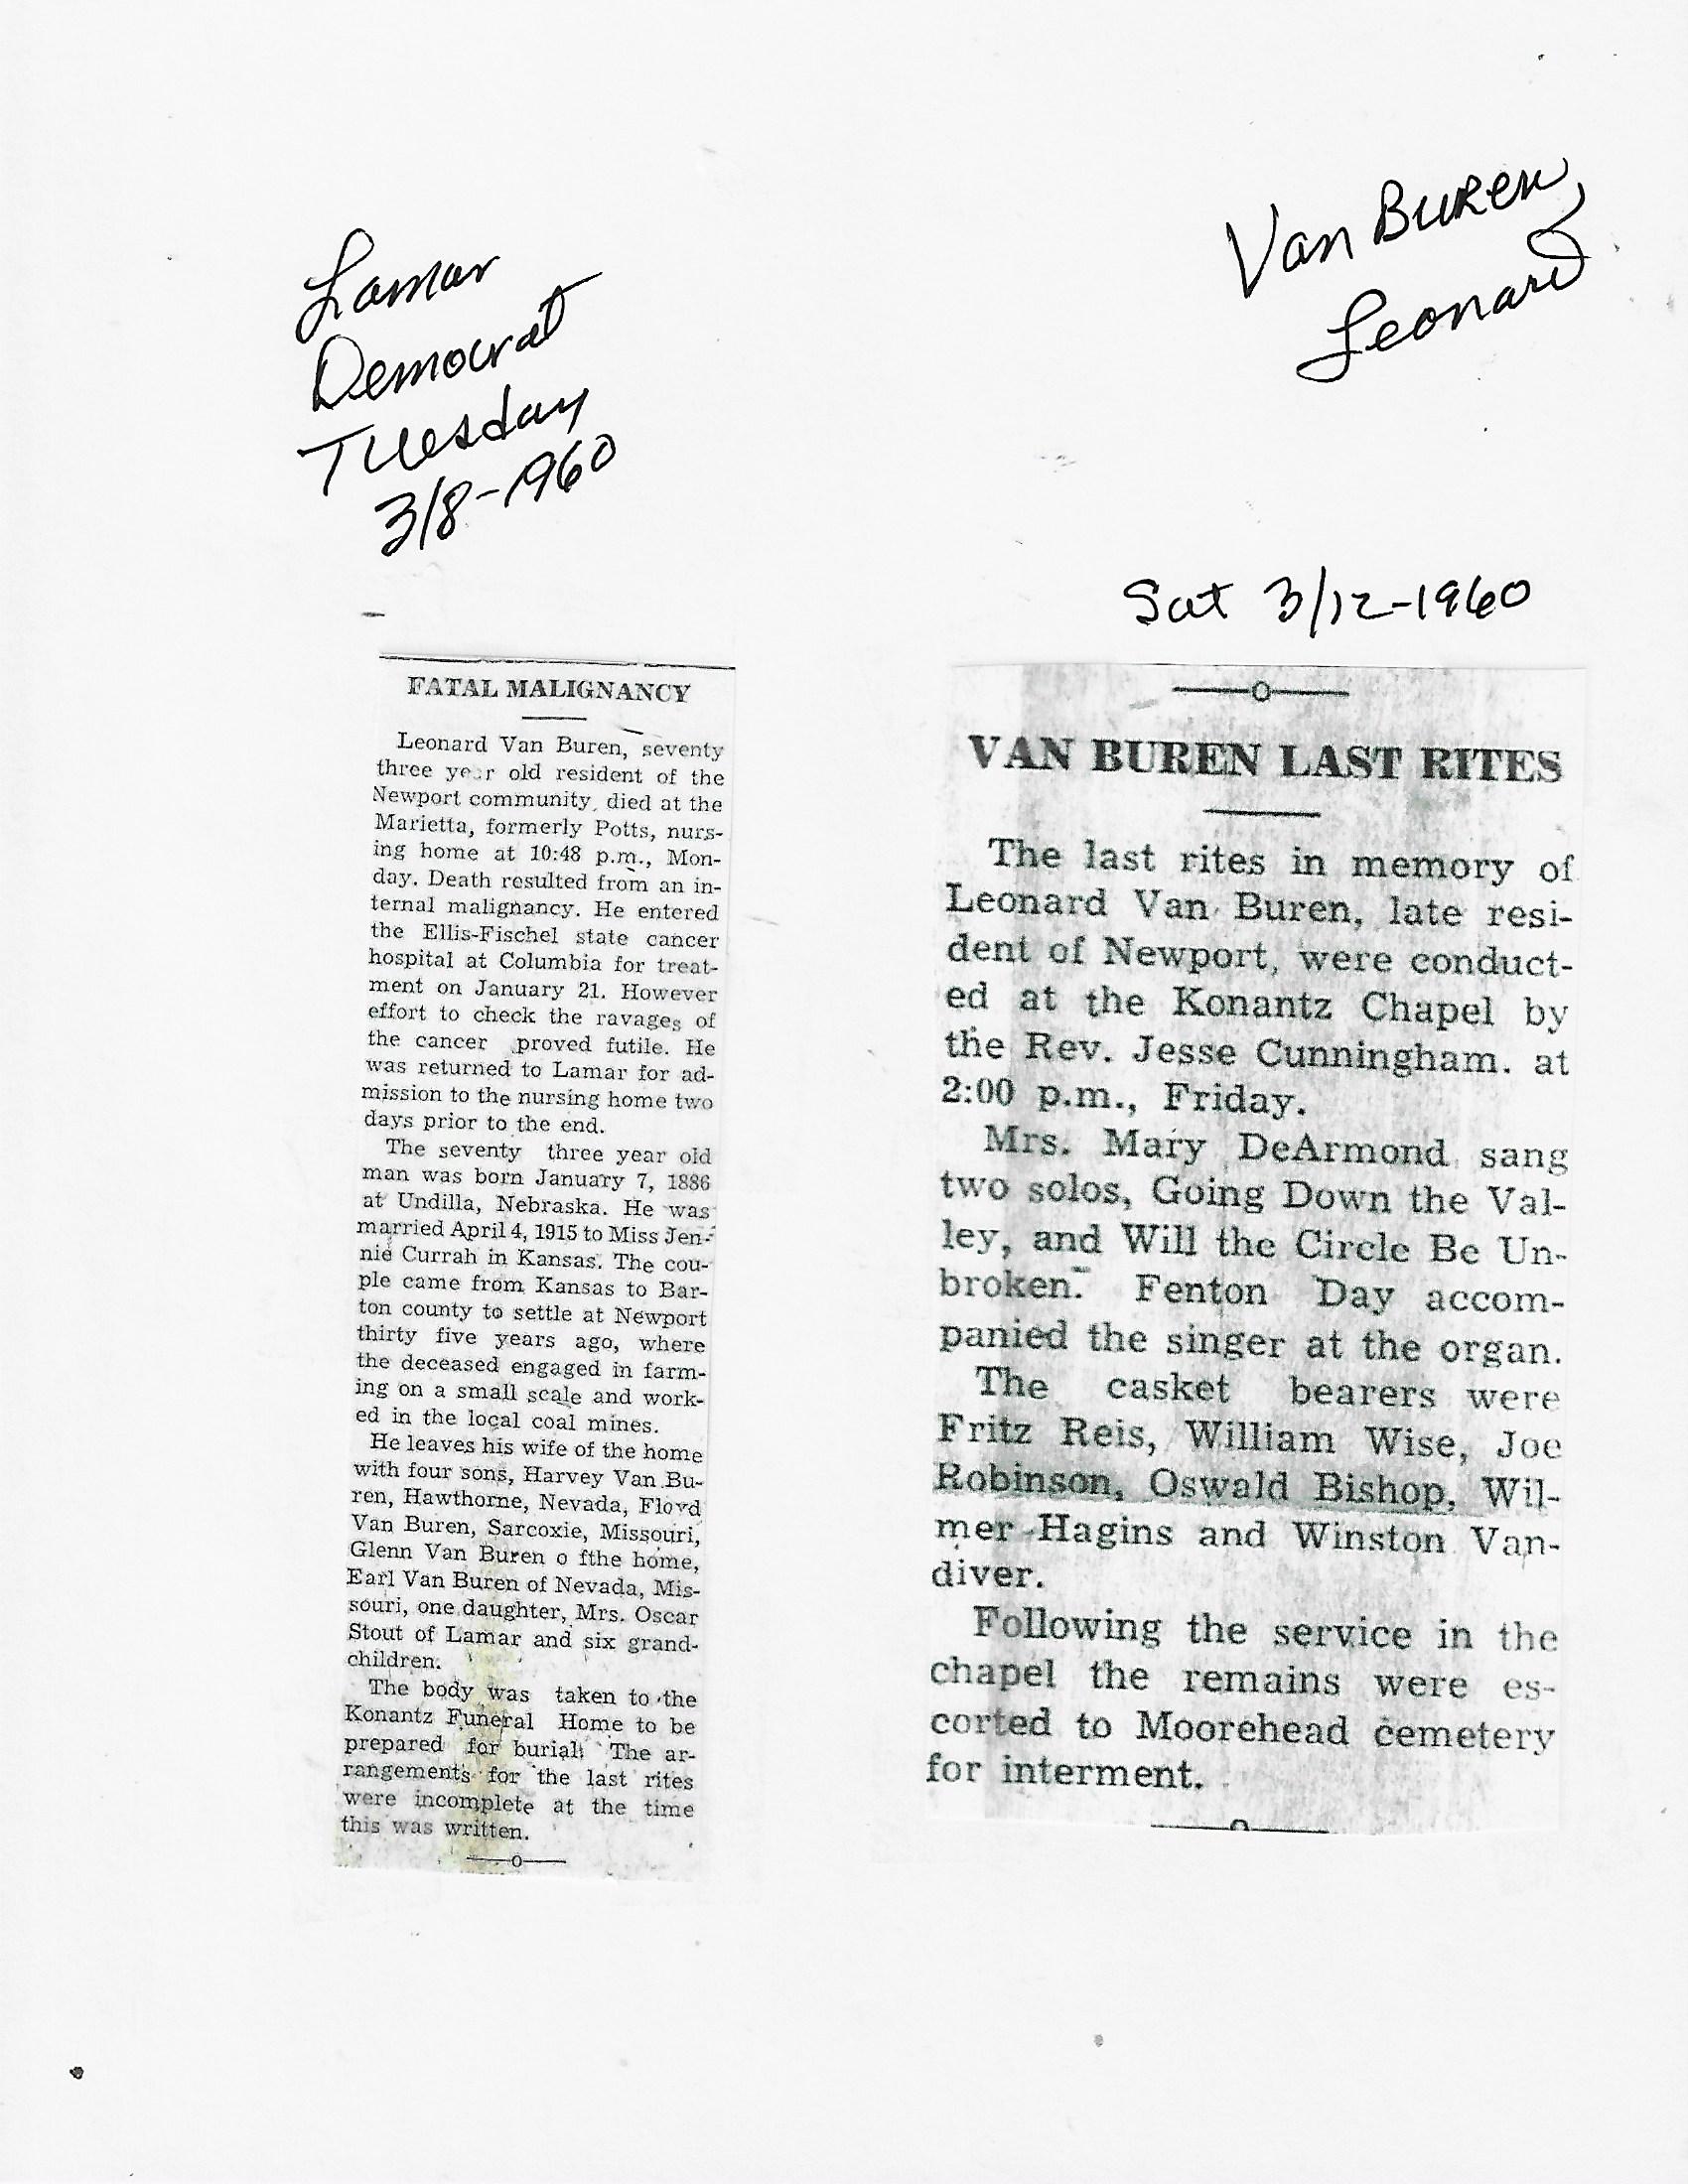 Lamar
Democrat
Tuesday
3/8-1960
Van Buren,
Leonard
Sat 3/12-1960
FATAL MALIGNANCY
Leonard Van Buren, seventy
three year old resident of the
Newport community, died at the
Marietta, formerly Potts, nurs-
ing home at 10:48 p.m., Mon-
day. Death resulted from an in-
ternal malignancy. He entered
the Ellis-Fischel state cancer
hospital at Columbia for treat-
ment on January 21. However
effort to check the ravages of
the cancer proved futile. He
was returned to Lamar for ad-
mission to the nursing home two
days prior to the end.
The seventy three year old
man was born January 7, 1886
at Undilla, Nebraska. He was
married April 4, 1915 to Miss Jen-
nie Currah in Kansas. The cou-
ple came from Kansas to Bar-
ton county to settle at Newport
thirty five years ago, where
the deceased engaged in farm-
ing on a small scale and work-
ed in the local coal mines.
He leaves his wife of the home
with four sons, Harvey Van Bu-
ren, Hawthorne, Nevada, Floyd
Van Buren, Sarcoxie, Missouri,
Glenn Van Buren o fthe home,
Earl Van Buren of Nevada, Mis-
souri, one daughter, Mrs. Oscar
Stout of Lamar and six grand-
children.
The body was taken to the
Konantz Funeral Home to be
prepared for burial. The ar-
rangements for the last rites
were incomplete at the time
this was written.
VAN BUREN LAST RITES
The last rites in memory of
Leonard Van Buren, late resi-
dent of Newport, were conduct-
ed at the Konantz Chapel by
the Rev. Jesse Cunningham. at
2:00 p.m., Friday.
Mrs. Mary DeArmond sang
two solos, Going Down the Val-
ley, and Will the Circle Be Un-
broken. Fenton Day accom-
panied the singer at the organ.
The casket bearers were
Fritz Reis, William Wise, Joe
Robinson, Oswald Bishop, Wil-
mer Hagins and Winston Van-
diver.
Following the service in the
chapel the remains were es-
corted to Moorehead cemetery
for interment.